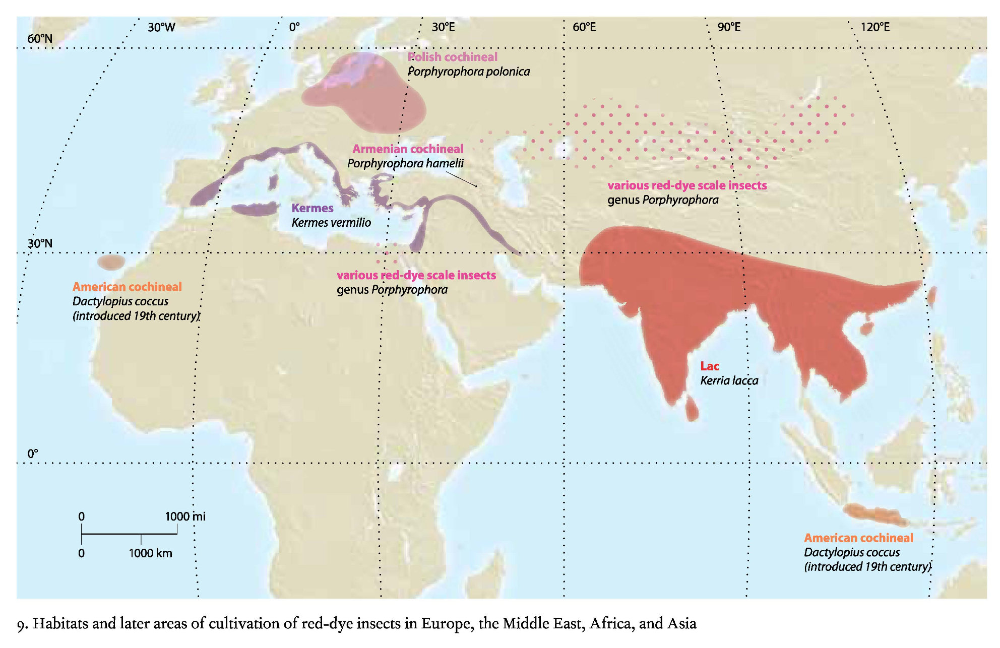 30°W
0°
30°E
60°E
90°E
120°E
60°N
Polish cochineal
Porphyrophora polonica
Armenian cochineal
Porphyrophora hamelii
various red-dye scale insects
genus Porphyrophora
Kermes
Kermes vermilio
30°N
various red-dye scale insects
genus Porphyrophora
American cochineal
Dactylopius coccus
(introduced 19th century)
Lac
Kerria lacca
0°
0
1000 mi
0
1000 km
American cochineal
Dactylopius coccus
(introduced 19th century)
9. Habitats and later areas of cultivation of red-dye insects in Europe, the Middle East, Africa, and Asia